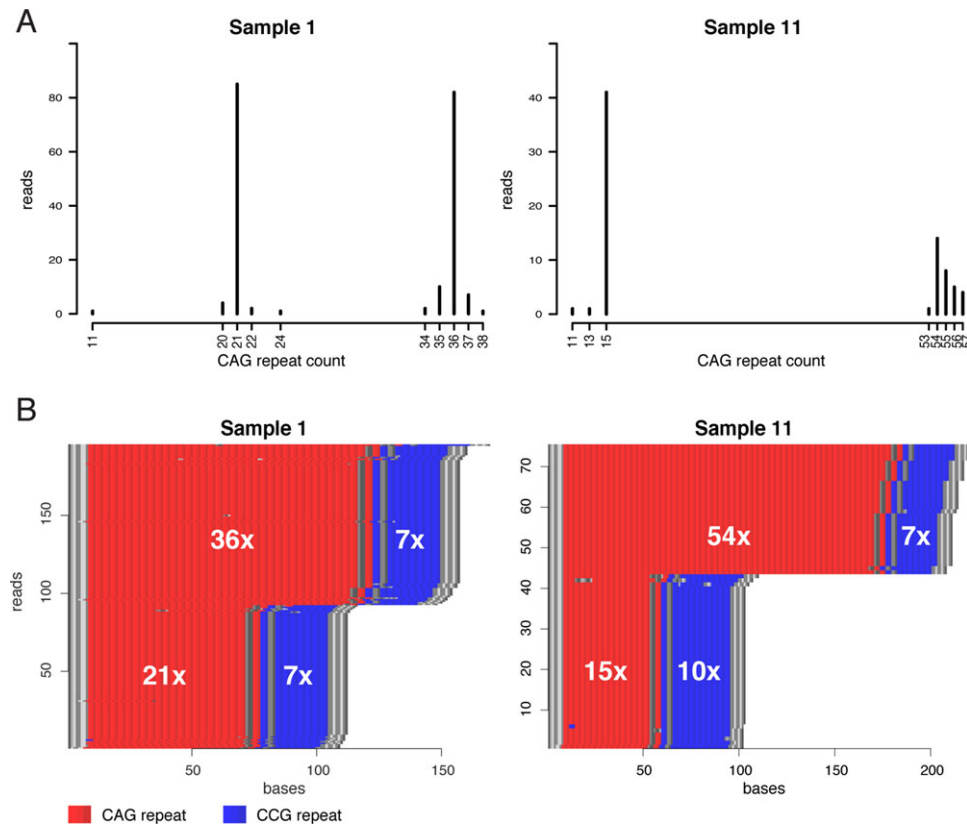 A
Sample 1
Sample 11
reads
0 20 40 60 80
11 20 21 22 24 34 35 36 37 38
CAG repeat count
reads
0 10 20 30 40
11 13 15 53 54 55 56 57
CAG repeat count
B
Sample 1
Sample 11
reads
50 100 150
36x 7x
21x 7x
50 100 150
bases
10 20 30 40 50 60 70
54x 7x
15x 10x
50 100 150 200
bases
CAG repeat CCG repeat